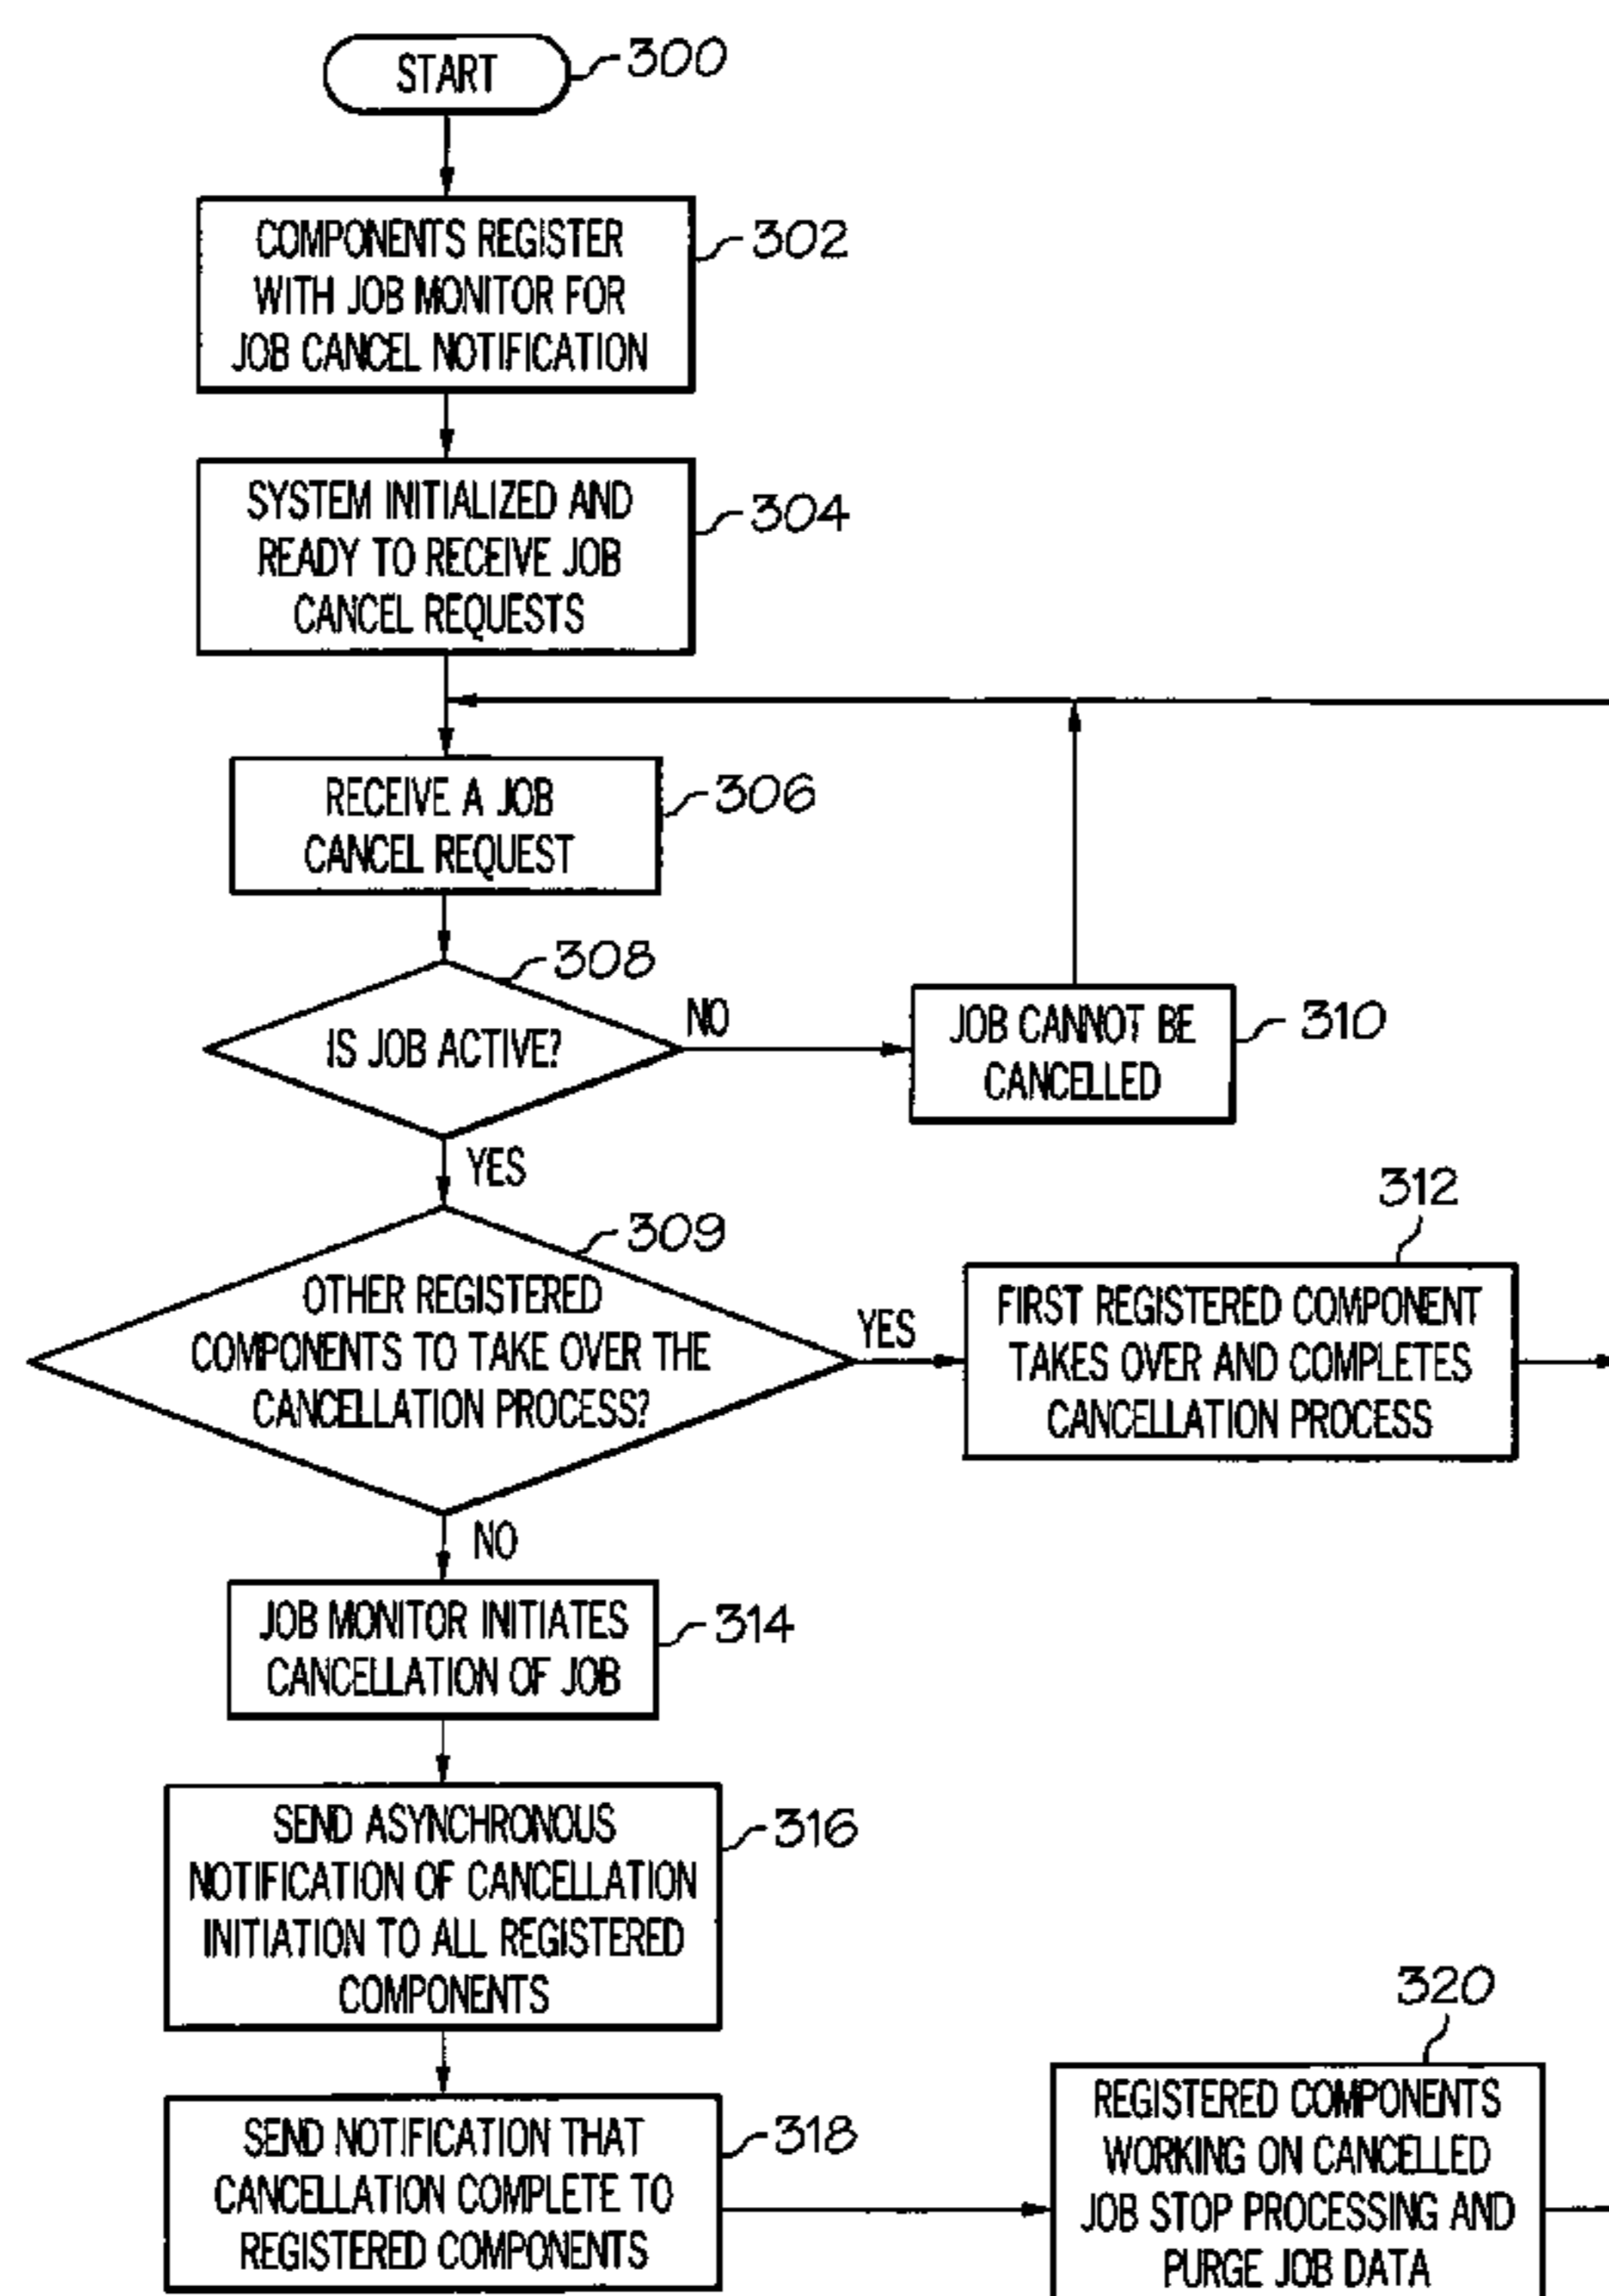 START
300
COMPONENTS REGISTER
WITH JOB MONITOR FOR
JOB CANCEL NOTIFICATION
302
SYSTEM INITIALIZED AND
READY TO RECEIVE JOB
CANCEL REQUESTS
304
RECEIVE A JOB
CANCEL REQUEST
306
308
IS JOB ACTIVE?
NO
JOB CANNOT BE
CANCELLED
310
YES
309
OTHER REGISTERED
COMPONENTS TO TAKE OVER THE
CANCELLATION PROCESS?
YES
312
FIRST REGISTERED COMPONENT
TAKES OVER AND COMPLETES
CANCELLATION PROCESS
NO
JOB MONITOR INITIATES
CANCELLATION OF JOB
314
SEND ASYNCHRONOUS
NOTIFICATION OF CANCELLATION
INITIATION TO ALL REGISTERED
COMPONENTS
316
SEND NOTIFICATION THAT
CANCELLATION COMPLETE TO
REGISTERED COMPONENTS
318
320
REGISTERED COMPONENTS
WORKING ON CANCELLED
JOB STOP PROCESSING AND
PURGE JOB DATA